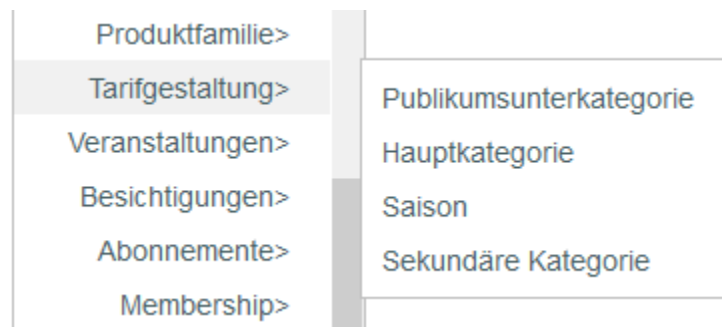 Produktfamilie>
Tarifgestaltung>
Veranstaltungen>
Besichtigungen>
Abonnemente>
Membership>
Publikumsunterkategorie
Hauptkategorie
Saison
Sekundäre Kategorie